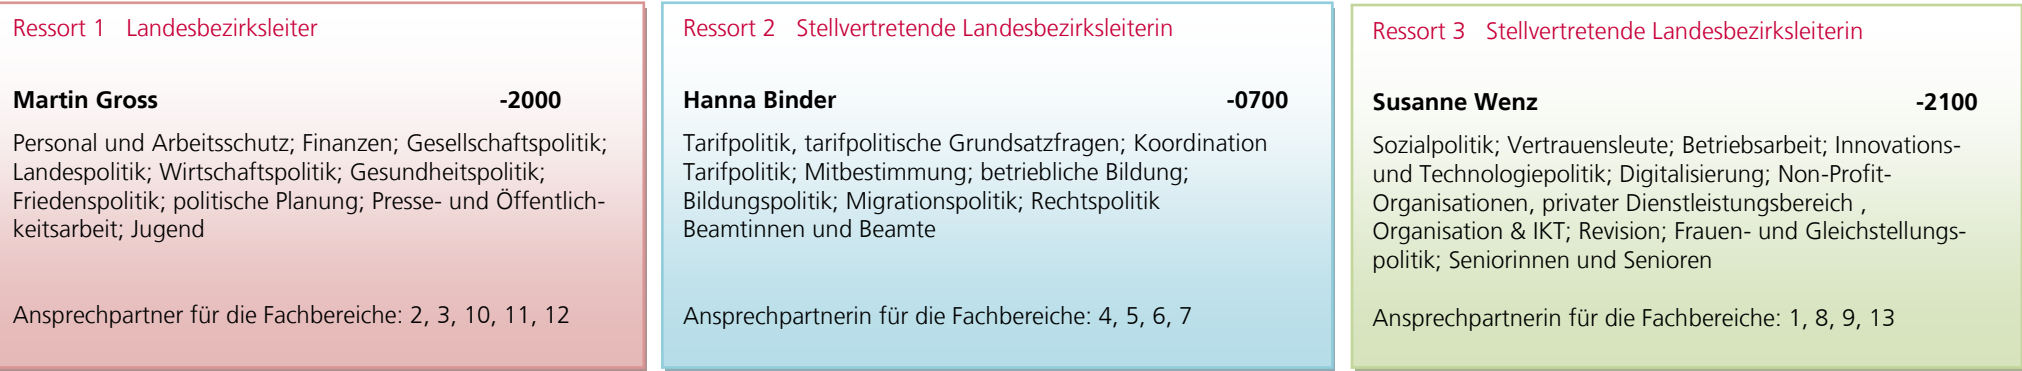 Ressort 1 Landesbezirksleiter
Martin Gross -2000
Personal und Arbeitsschutz; Finanzen; Gesellschaftspolitik;
Landespolitik; Wirtschaftspolitik; Gesundheitspolitik;
Friedenspolitik; politische Planung; Presse- und Öffentlich-
keitsarbeit; Jugend
Ansprechpartner für die Fachbereiche: 2, 3, 10, 11, 12
Ressort 2 Stellvertretende Landesbezirksleiterin
Hanna Binder -0700
Tarifpolitik, tarifpolitische Grundsatzfragen; Koordination
Tarifpolitik; Mitbestimmung; betriebliche Bildung;
Bildungspolitik; Migrationspolitik; Rechtspolitik
Beamtinnen und Beamte
Ansprechpartnerin für die Fachbereiche: 4, 5, 6, 7
Ressort 3 Stellvertretende Landesbezirksleiterin
Susanne Wenz -2100
Sozialpolitik; Vertrauensleute; Betriebsarbeit; Innovations-
und Technologiepolitik; Digitalisierung; Non-Profit-
Organisationen, privater Dienstleistungsbereich ,
Organisation & IKT; Revision; Frauen- und Gleichstellungs-
politik; Seniorinnen und Senioren
Ansprechpartnerin für die Fachbereiche: 1, 8, 9, 13